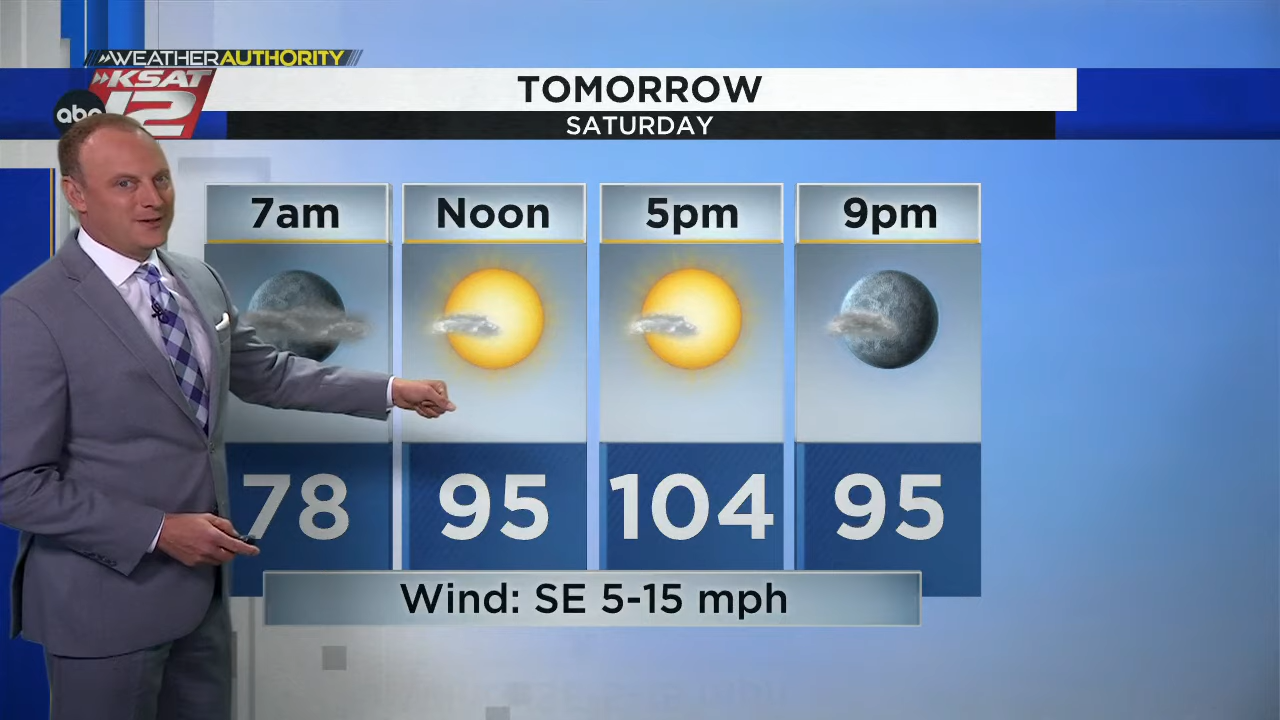 WEATHERAUTHORITY
KSAT
12
abc
TOMORROW
SATURDAY
7am
Noon
5pm
9pm
78
95
104
95
Wind: SE 5-15 mph